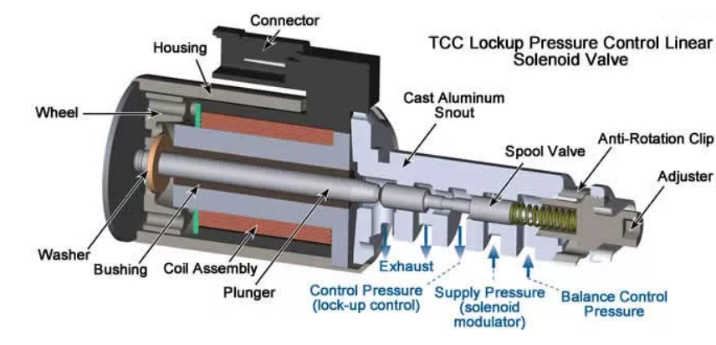 Connector
TCC Lockup Pressure Control Linear
Solenoid Valve
Housing
Wheel
Cast Aluminum
Snout
Anti-Rotation Clip
Spool Valve
Adjuster
Washer
Bushing
Coil Assembly
Plunger
Exhaust
Control Pressure
(lock-up control)
Supply Pressure
(solenoid
modulator)
Balance Control
Pressure